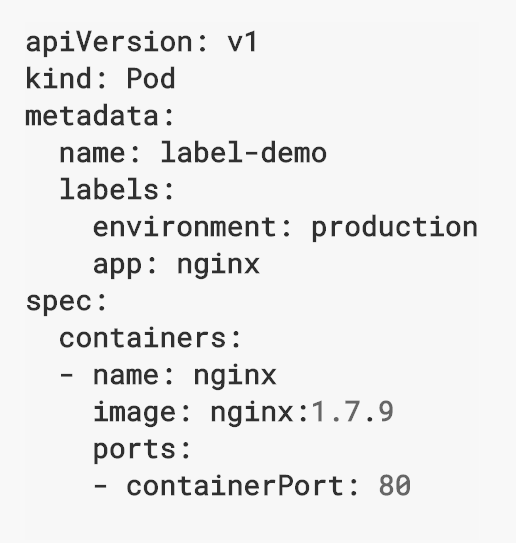 apiVersion: v1
kind: Pod
metadata:
  name: label-demo
  labels:
    environment: production
    app: nginx
spec:
  containers:
  - name: nginx
    image: nginx:1.7.9
    ports:
    - containerPort: 80